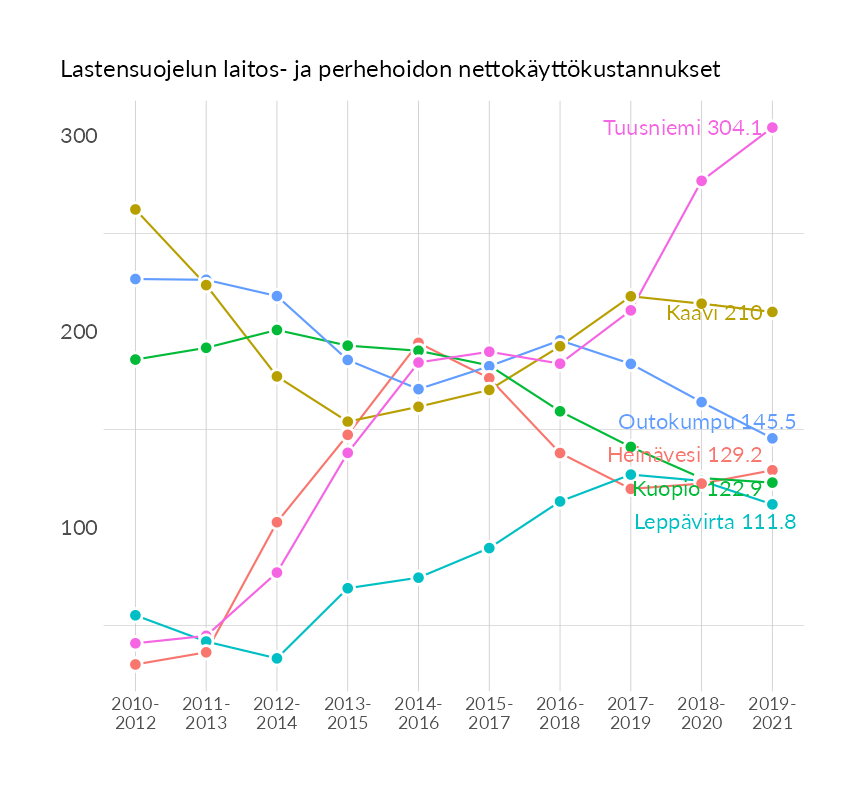 Lastensuojelun laitos- ja perhehoidon nettokäyttökustannukset
300
200
100
Tuusniemi 304.1
Kaavi 210
Outokumpu 145.5
Heinävesi 129.2
Kuopio 122.9
Leppävirta 111.8
2010- 2011- 2012- 2013- 2014- 2015- 2016- 2017- 2018- 2019-
2012 2013 2014 2015 2016 2017 2018 2019 2020 2021